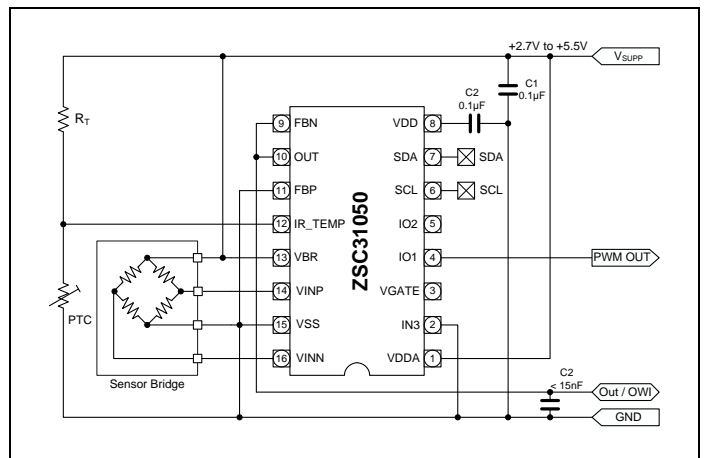 +2.7V to +5.5V
VSUPP
C1
0.1µF
C2
0.1µF
RT
9 FBN
VDD 8
10 OUT
SDA 7
SDA
11 FBP
SCL 6
SCL
12 IR_TEMP
IO2 5
13 VBR
IO1 4
PWM OUT
ZSC31050
14 VINP
VGATE 3
PTC
15 VSS
IN3 2
16 VINN
VDDA 1
Sensor Bridge
C2
< 15nF
Out / OWI
GND